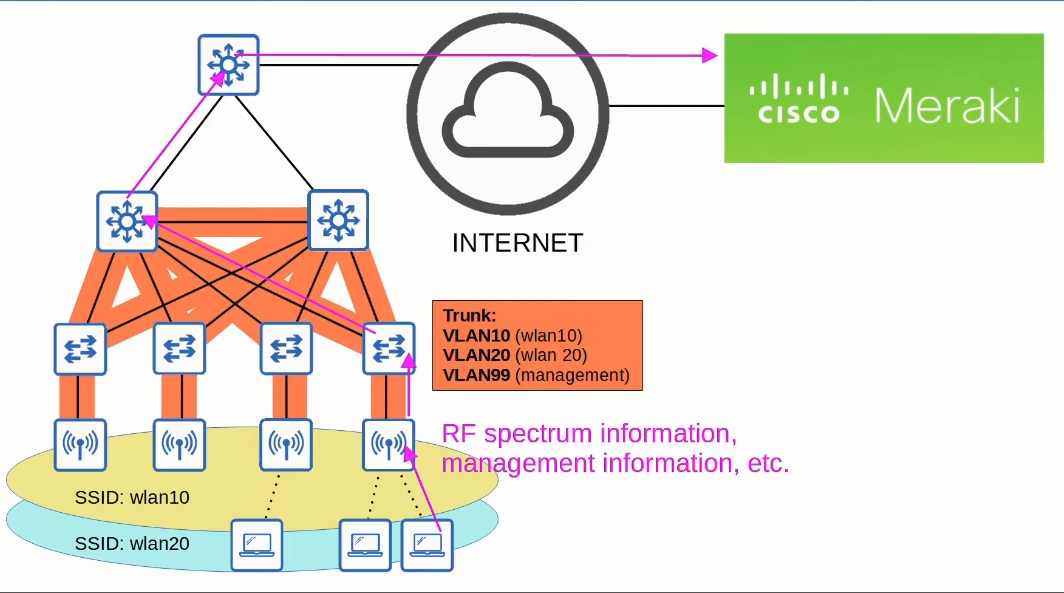 CISCO Meraki
INTERNET
Trunk:
VLAN10 (wlan10)
VLAN20 (wlan 20)
VLAN99 (management)
RF spectrum information,
management information, etc.
SSID: wlan10
SSID: wlan20